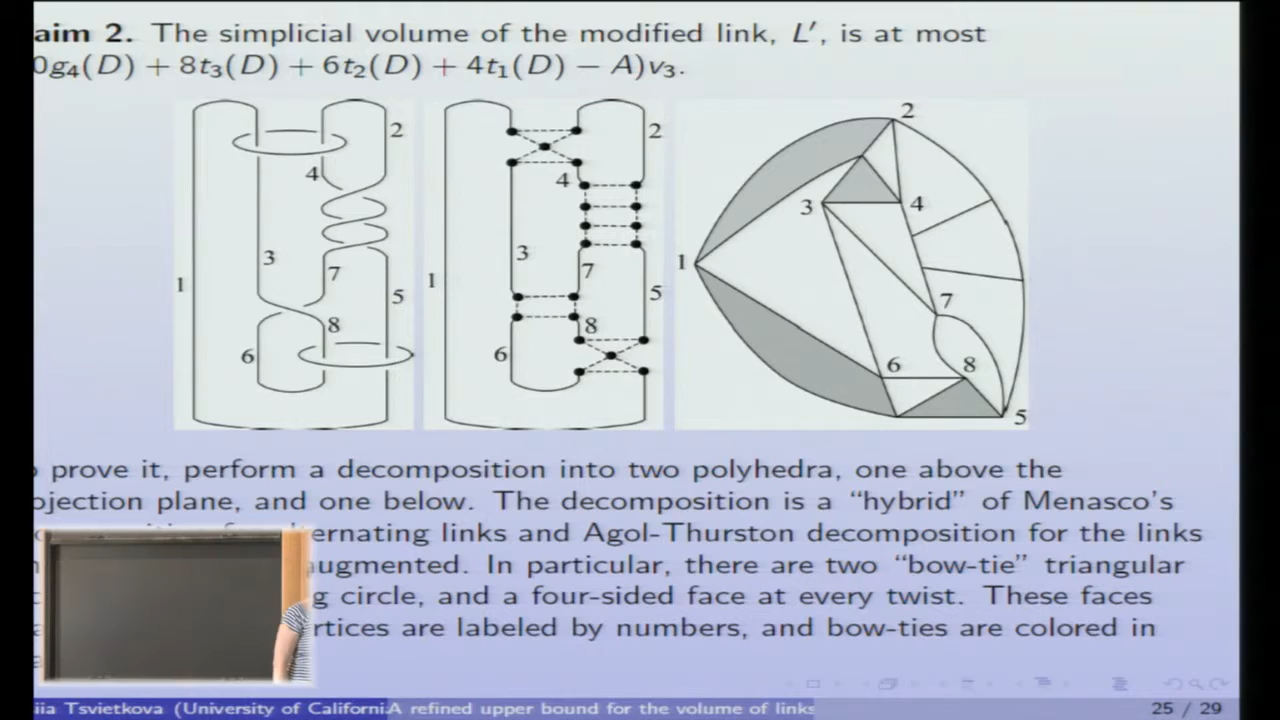 aim 2. The simplicial volume of the modified link, L′, is at most
0g₄(D) + 8t₃(D) + 6t₂(D) + 4t₁(D) − A)v₃.
1 2 3 4 5 6 7 8
1 2 3 4 5 6 7 8
1 2 3 4 5 6 7 8
prove it, perform a decomposition into two polyhedra, one above the
ojection plane, and one below. The decomposition is a "hybrid" of Menasco's
ernating links and Agol-Thurston decomposition for the links
augmented. In particular, there are two "bow-tie" triangular
g circle, and a four-sided face at every twist. These faces
rtices are labeled by numbers, and bow-ties are colored in
iia Tsvietkova (University of Californi A refined upper bound for the volume of links 25 / 29